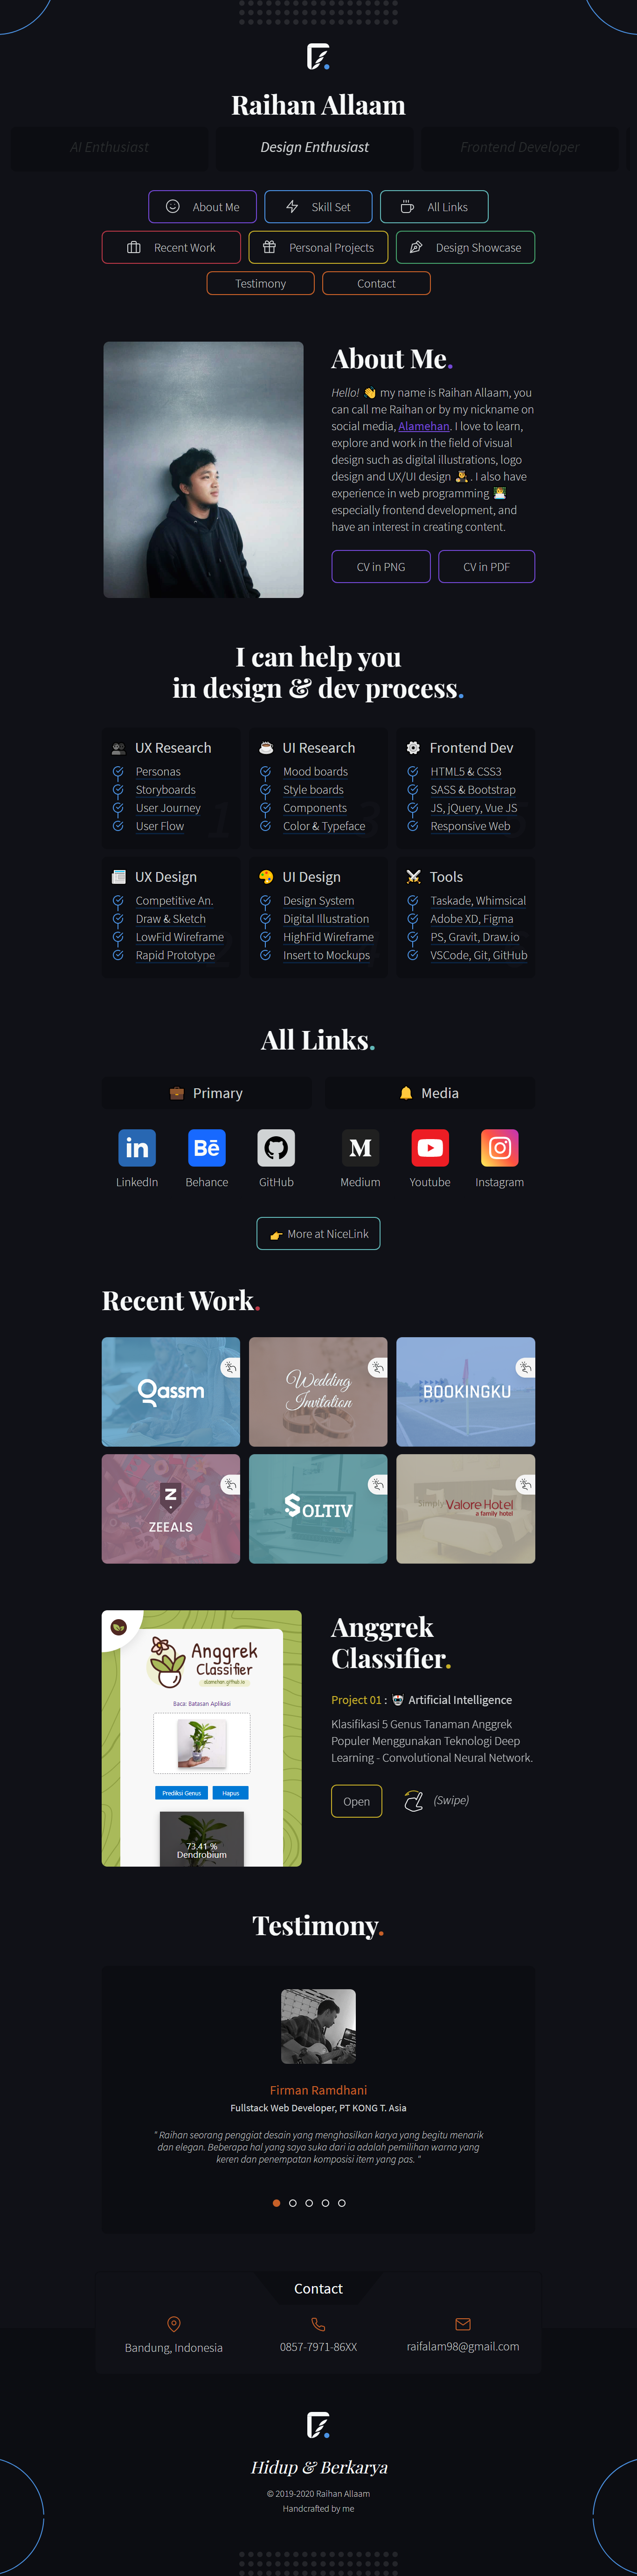 Raihan Allaam
AI Enthusiast
Design Enthusiast
Frontend Developer
About Me
Skill Set
All Links
Recent Work
Personal Projects
Design Showcase
Testimony
Contact
About Me.
Hello! 👋 my name is Raihan Allaam, you
can call me Raihan or by my nickname on
social media, Alamehan. I love to learn,
explore and work in the field of visual
design such as digital illustrations, logo
design and UX/UI design . I also have
experience in web programming
especially frontend development, and
have an interest in creating content.
CV in PNG
CV in PDF
I can help you
in design & dev process.
UX Research
Personas
Storyboards
User Journey
User Flow
UI Research
Mood boards
Style boards
Components
Color & Typeface
Frontend Dev
HTML5 & CSS3
SASS & Bootstrap
JS, jQuery, Vue JS
Responsive Web
UX Design
Competitive An.
Draw & Sketch
LowFid Wireframe
Rapid Prototype
UI Design
Design System
Digital Illustration
HighFid Wireframe
Insert to Mockups
Tools
Taskade, Whimsical
Adobe XD, Figma
PS, Gravit, Draw.io
VSCode, Git, GitHub
All Links.
Primary
Media
LinkedIn
Behance
GitHub
Medium
Youtube
Instagram
👉 More at NiceLink
Recent Work.
Qassm
Wedding
Invitation
BOOKINGKU
Z
ZEEALS
SOLTIV
Simply Valore Hotel
a family hotel
Anggrek
Classifier
alamehan.github.io
Baca: Batasan Aplikasi
Prediksi Genus
Hapus
73.41 %
Dendrobium
Anggrek
Classifier.
Project 01 : Artificial Intelligence
Klasifikasi 5 Genus Tanaman Anggrek
Populer Menggunakan Teknologi Deep
Learning - Convolutional Neural Network.
Open
(Swipe)
Testimony.
Firman Ramdhani
Fullstack Web Developer, PT KONG T. Asia
" Raihan seorang penggiat desain yang menghasilkan karya yang begitu menarik
dan elegan. Beberapa hal yang saya suka dari ia adalah pemilihan warna yang
keren dan penempatan komposisi item yang pas. "
Contact
Bandung, Indonesia
0857-7971-86XX
raifalam98@gmail.com
Hidup & Berkarya
© 2019-2020 Raihan Allaam
Handcrafted by me